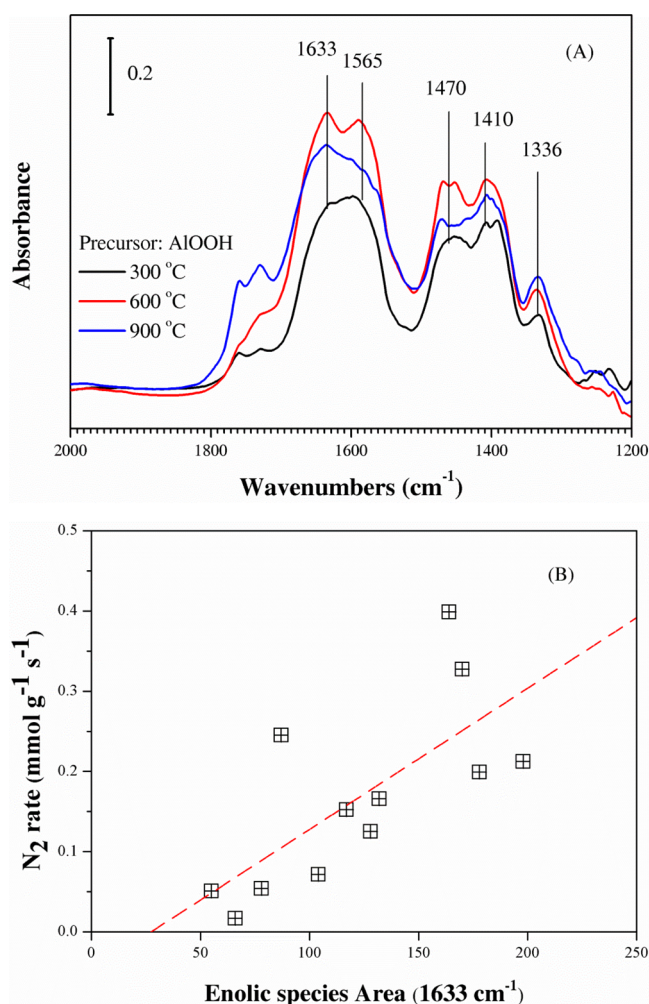 (A)
0.2
1633
1565
1470
1410
1336
Absorbance
Precursor: AlOOH
300 °C
600 °C
900 °C
2000 1800 1600 1400 1200
Wavenumbers (cm⁻¹)
(B)
0.5
0.4
0.3
0.2
0.1
0.0
N₂ rate (mmol g⁻¹ s⁻¹)
0 50 100 150 200 250
Enolic species Area (1633 cm⁻¹)